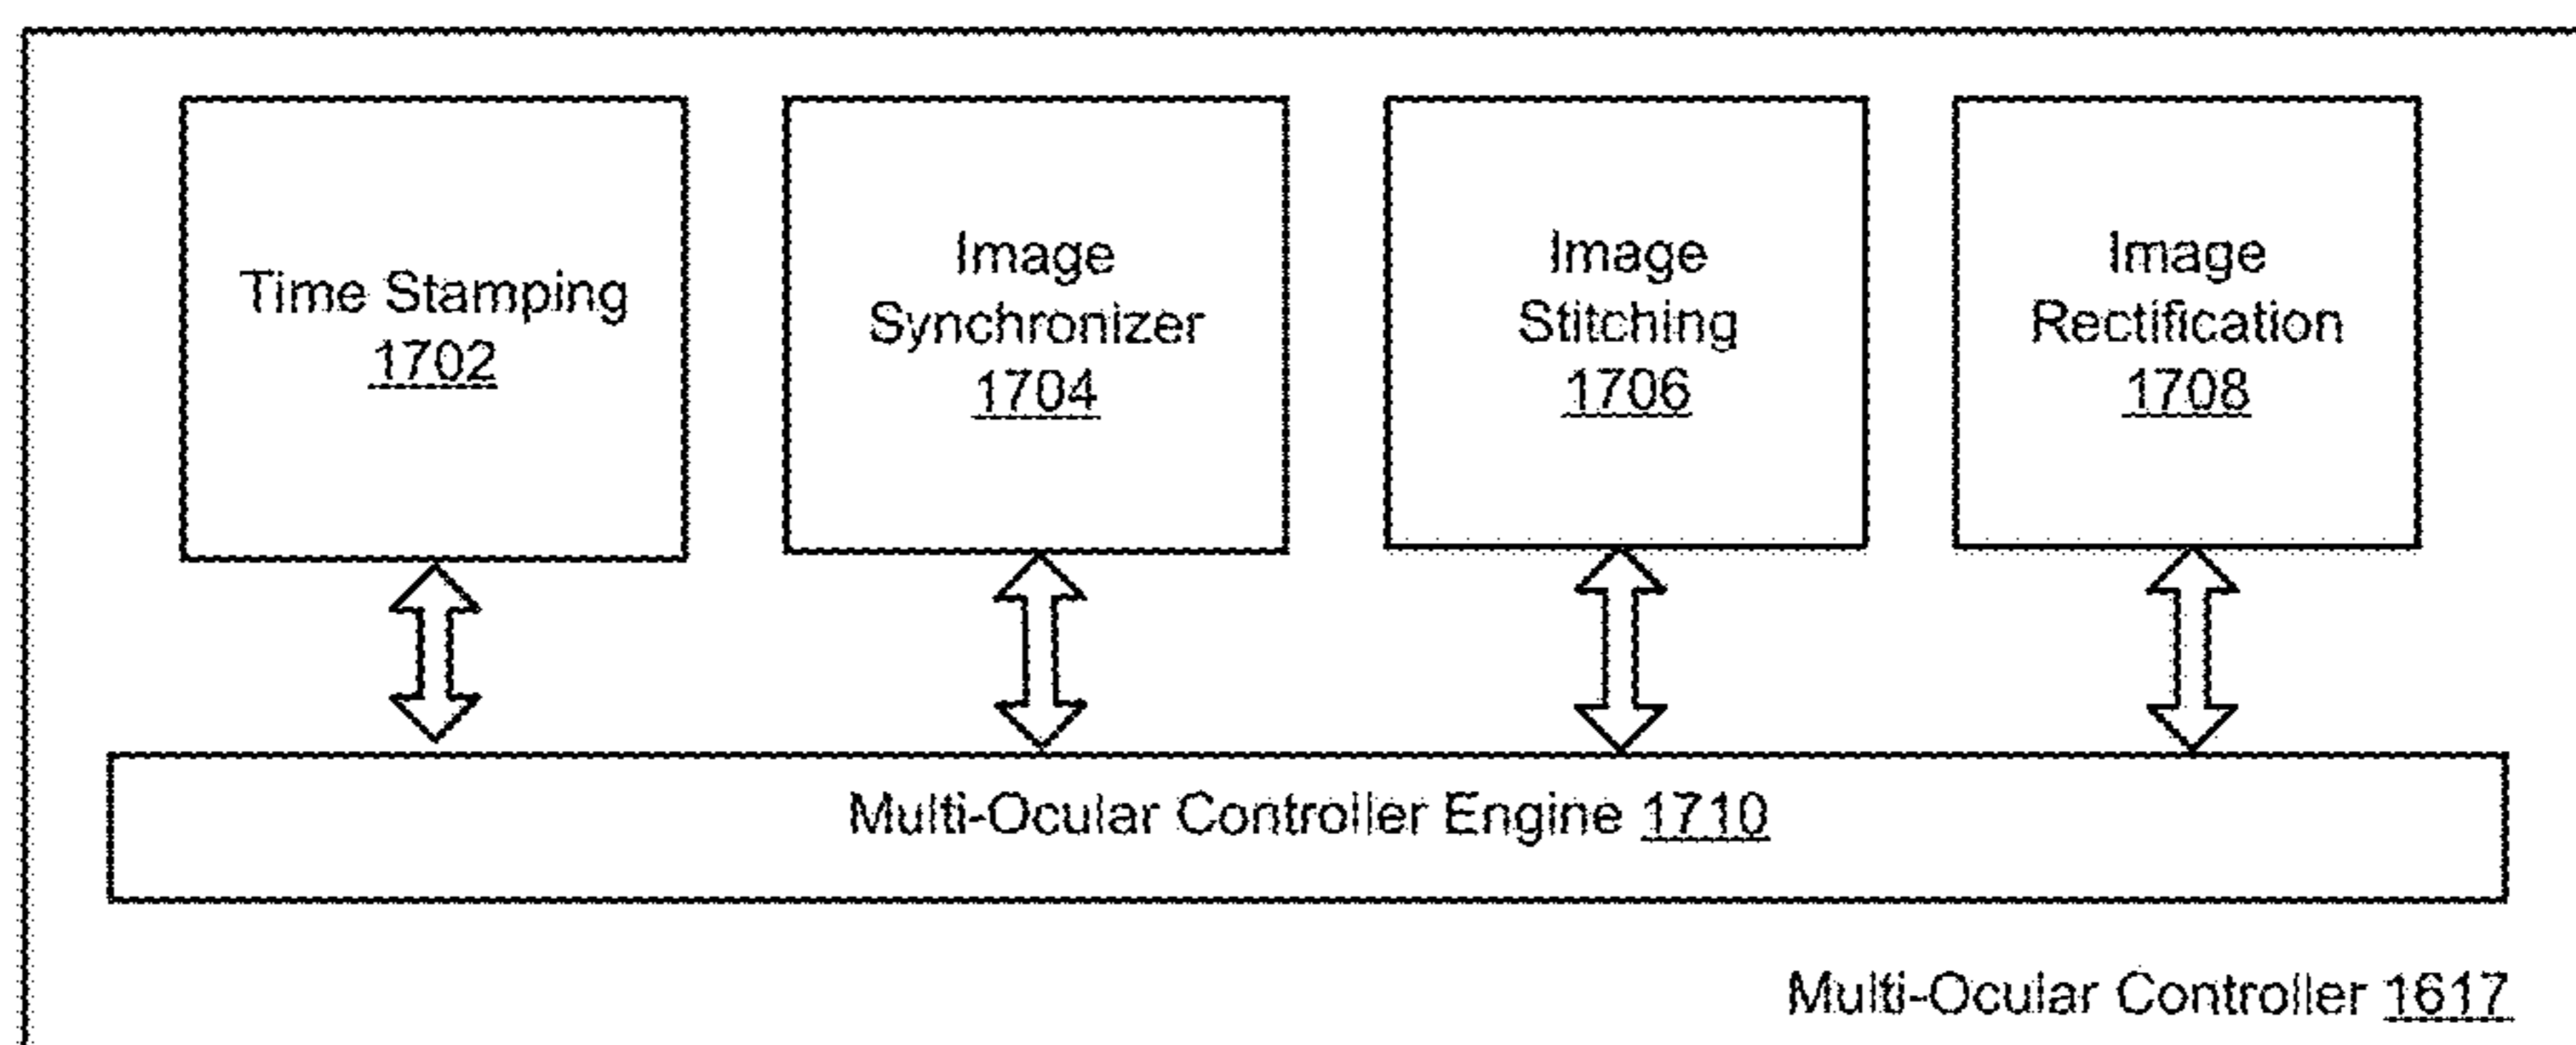 Time Stamping
1702
Image
Synchronizer
1704
Image
Stitching
1706
Image
Rectification
1708
Multi-Ocular Controller Engine 1710
Multi-Ocular Controller 1617